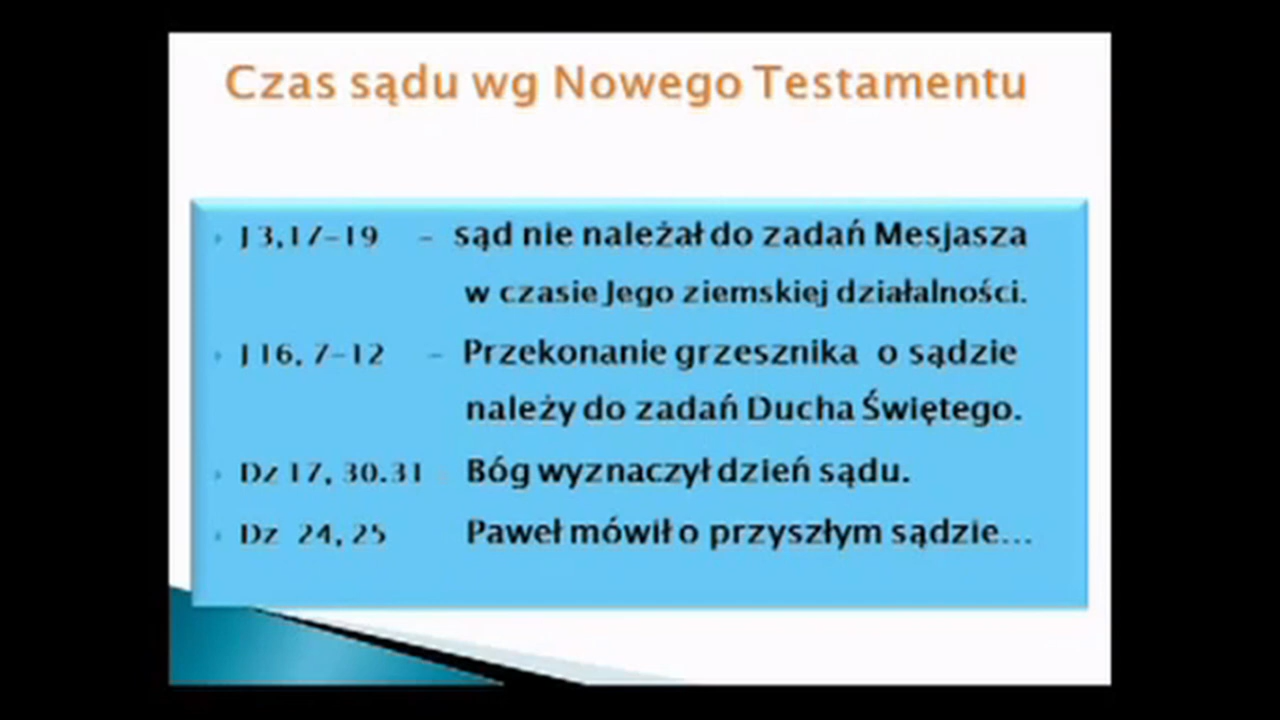 Czas sądu wg Nowego Testamentu
J 3,17-19 - sąd nie należał do zadań Mesjasza
w czasie Jego ziemskiej działalności.
J 16, 7-12 - Przekonanie grzesznika o sądzie
należy do zadań Ducha Świętego.
Dz 17, 30.31 - Bóg wyznaczył dzień sądu.
Dz 24, 25 Paweł mówił o przyszłym sądzie...